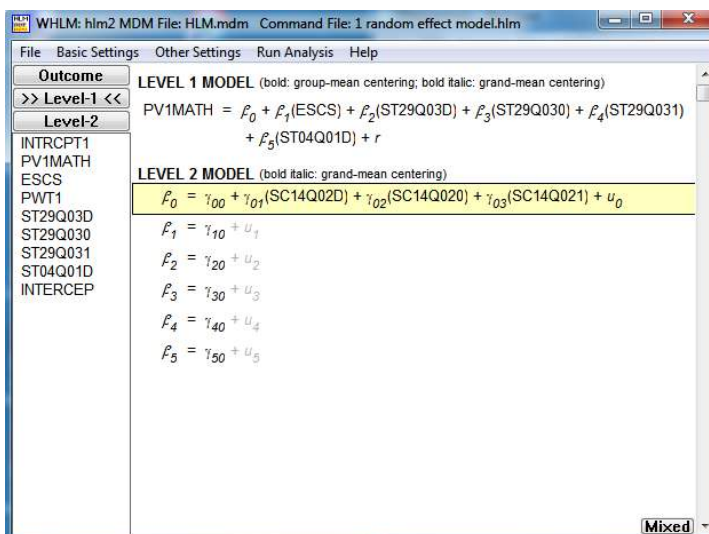 WHLM: hlm2 MDM File: HLM.mdm Command File: 1 random effect model.hlm
File Basic Settings Other Settings Run Analysis Help
Outcome
>> Level-1 <<
Level-2
INTRCPT1
PV1MATH
ESCS
PWT1
ST29Q03D
ST29Q030
ST29Q031
ST04Q01D
INTERCEP
LEVEL 1 MODEL (bold: group-mean centering; bold italic: grand-mean centering)
PV1MATH = β0 + β1(ESCS) + β2(ST29Q03D) + β3(ST29Q030) + β4(ST29Q031)
+ β5(ST04Q01D) + r
LEVEL 2 MODEL (bold italic: grand-mean centering)
β0 = γ00 + γ01(SC14Q02D) + γ02(SC14Q020) + γ03(SC14Q021) + u0
β1 = γ10 + u1
β2 = γ20 + u2
β3 = γ30 + u3
β4 = γ40 + u4
β5 = γ50 + u5
Mixed